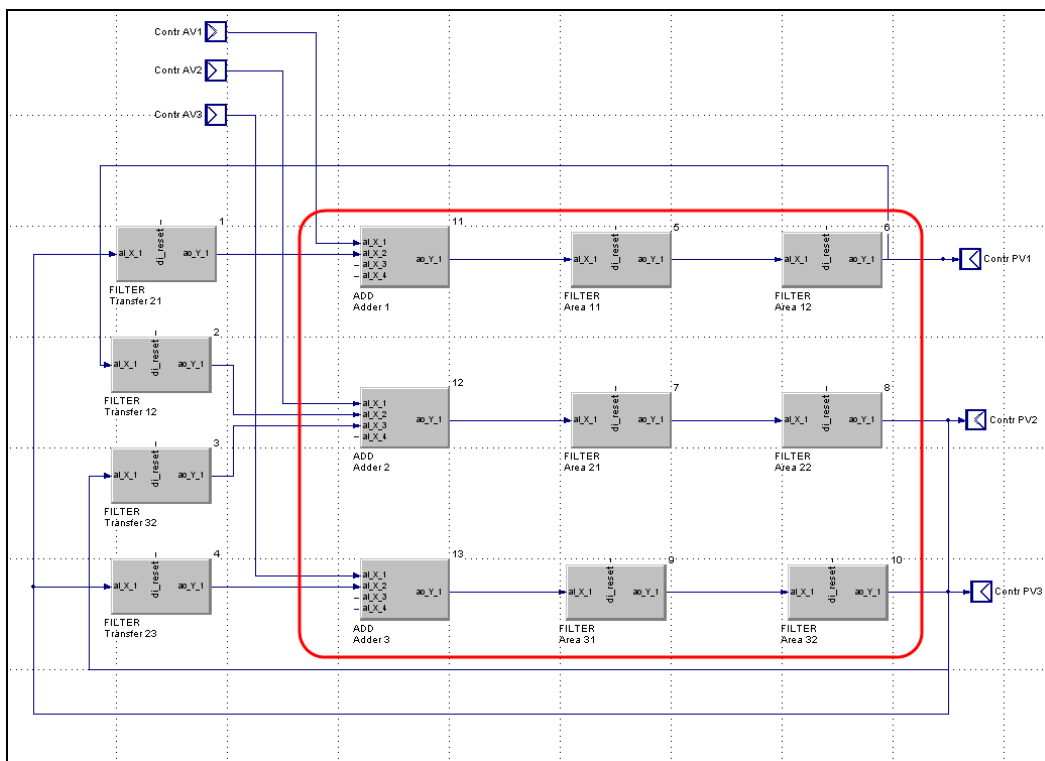 Contr AV1
Contr AV2
Contr AV3
1
di_reset
aI_X_1
ao_Y_1
FILTER
Transfer 21
11
aI_X_1
aI_X_2
aI_X_3
aI_X_4
ao_Y_1
ADD
Adder 1
5
di_reset
aI_X_1
ao_Y_1
FILTER
Area 11
6
di_reset
aI_X_1
ao_Y_1
FILTER
Area 12
Contr PV1
2
di_reset
aI_X_1
ao_Y_1
FILTER
Transfer 12
12
aI_X_1
aI_X_2
aI_X_3
aI_X_4
ao_Y_1
ADD
Adder 2
7
di_reset
aI_X_1
ao_Y_1
FILTER
Area 21
8
di_reset
aI_X_1
ao_Y_1
FILTER
Area 22
Contr PV2
3
di_reset
aI_X_1
ao_Y_1
FILTER
Transfer 32
4
di_reset
aI_X_1
ao_Y_1
FILTER
Transfer 23
13
aI_X_1
aI_X_2
aI_X_3
aI_X_4
ao_Y_1
ADD
Adder 3
9
di_reset
aI_X_1
ao_Y_1
FILTER
Area 31
10
di_reset
aI_X_1
ao_Y_1
FILTER
Area 32
Contr PV3